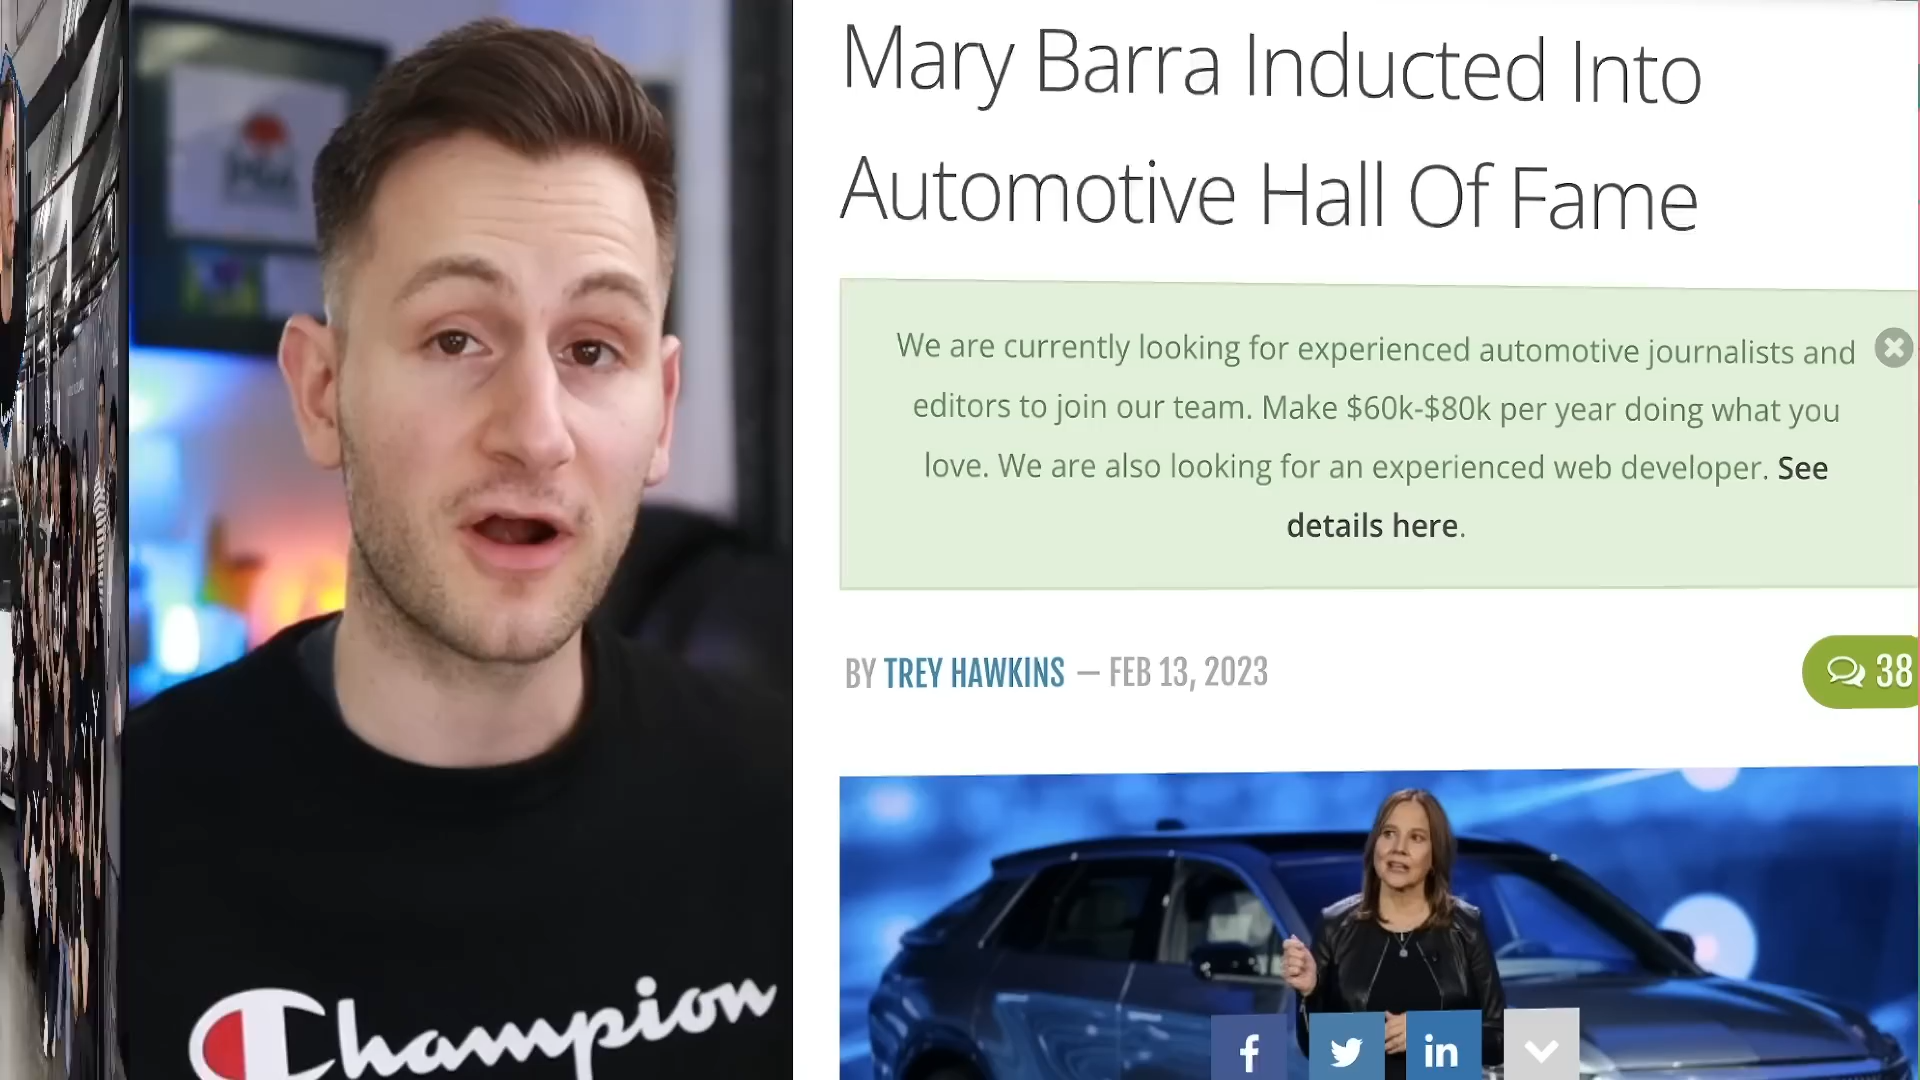 Mary Barra Inducted Into
Automotive Hall Of Fame
We are currently looking for experienced automotive journalists and
editors to join our team. Make $60k-$80k per year doing what you
love. We are also looking for an experienced web developer. See
details here.
BY TREY HAWKINS — FEB 13, 2023
38
Champion
f
in